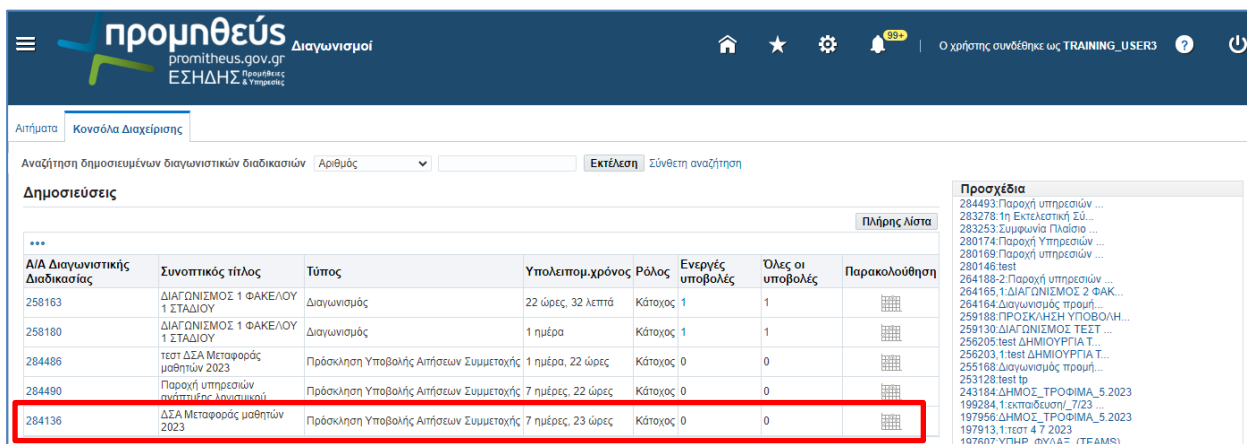 προμηθεύς Διαγωνισμοί
promitheus.gov.gr
ΕΣΗΔΗΣ Προμήθειες & Υπηρεσίες
99+
Ο χρήστης συνδέθηκε ως TRAINING_USER3 ?
Αιτήματα Κονσόλα Διαχείρισης
Αναζήτηση δημοσιευμένων διαγωνιστικών διαδικασιών Αριθμός Εκτέλεση Σύνθετη αναζήτηση
Δημοσιεύσεις
Πλήρης λίστα
Α/Α Διαγωνιστικής Διαδικασίας Συνοπτικός τίτλος Τύπος Υπολειπομ.χρόνος Ρόλος Ενεργές υποβολές Όλες οι υποβολές Παρακολούθηση
258163 ΔΙΑΓΩΝΙΣΜΟΣ 1 ΦΑΚΕΛΟΥ 1 ΣΤΑΔΙΟΥ Διαγωνισμός 22 ώρες, 32 λεπτά Κάτοχος 1 1
258180 ΔΙΑΓΩΝΙΣΜΟΣ 1 ΦΑΚΕΛΟΥ 1 ΣΤΑΔΙΟΥ Διαγωνισμός 1 ημέρα Κάτοχος 1 1
284486 τεστ ΔΣΑ Μεταφοράς μαθητών 2023 Πρόσκληση Υποβολής Αιτήσεων Συμμετοχής 1 ημέρα, 22 ώρες Κάτοχος 0 0
284490 Παροχή υπηρεσιών ανάπτυξης λογισμικού Πρόσκληση Υποβολής Αιτήσεων Συμμετοχής 7 ημέρες, 22 ώρες Κάτοχος 0 0
284136 ΔΣΑ Μεταφοράς μαθητών 2023 Πρόσκληση Υποβολής Αιτήσεων Συμμετοχής 7 ημέρες, 23 ώρες Κάτοχος 0 0
Προσχέδια
284493:Παροχή υπηρεσιών ...
283278:1η Εκτελεστική Σύ...
283253:Συμφωνία Πλαίσιο ...
280174:Παροχή Υπηρεσιών ...
280169:Παροχή υπηρεσιών ...
280146:test
264188-2:Παροχή υπηρεσιών ...
264165,1:ΔΙΑΓΩΝΙΣΜΟΣ 2 ΦΑΚ...
264164:Διαγωνισμός προμή...
259188:ΠΡΟΣΚΛΗΣΗ ΥΠΟΒΟΛΗ...
259130:ΔΙΑΓΩΝΙΣΜΟΣ ΤΕΣΤ ...
256205:test ΔΗΜΙΟΥΡΓΙΑ Τ...
256203,1:test ΔΗΜΙΟΥΡΓΙΑ Τ...
255168:Διαγωνισμός προμή...
253128:test tp
243184:ΔΗΜΟΣ_ΤΡΟΦΙΜΑ_5.2023
199284,1:εκπαιδευση/_7/23 ...
197956:ΔΗΜΟΣ_ΤΡΟΦΙΜΑ_5.2023
197913,1:τεστ 4 7 2023
197607:ΥΠΗΡ_ΦΥΛΑΞ_(TEAMS)